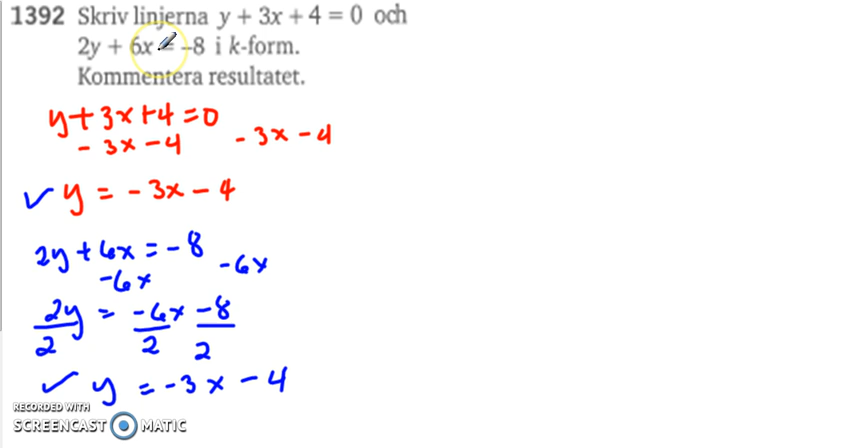 1392 Skriv linjerna y + 3x + 4 = 0 och
2y + 6x = -8 i k-form.
Kommentera resultatet.
y + 3x + 4 = 0
- 3x - 4 - 3x - 4
✓ y = - 3x - 4
2y + 6x = - 8
-6x -6x
2y = -6x -8
2 2 2
✓ y = -3x - 4
RECORDED WITH
SCREENCAST MATIC